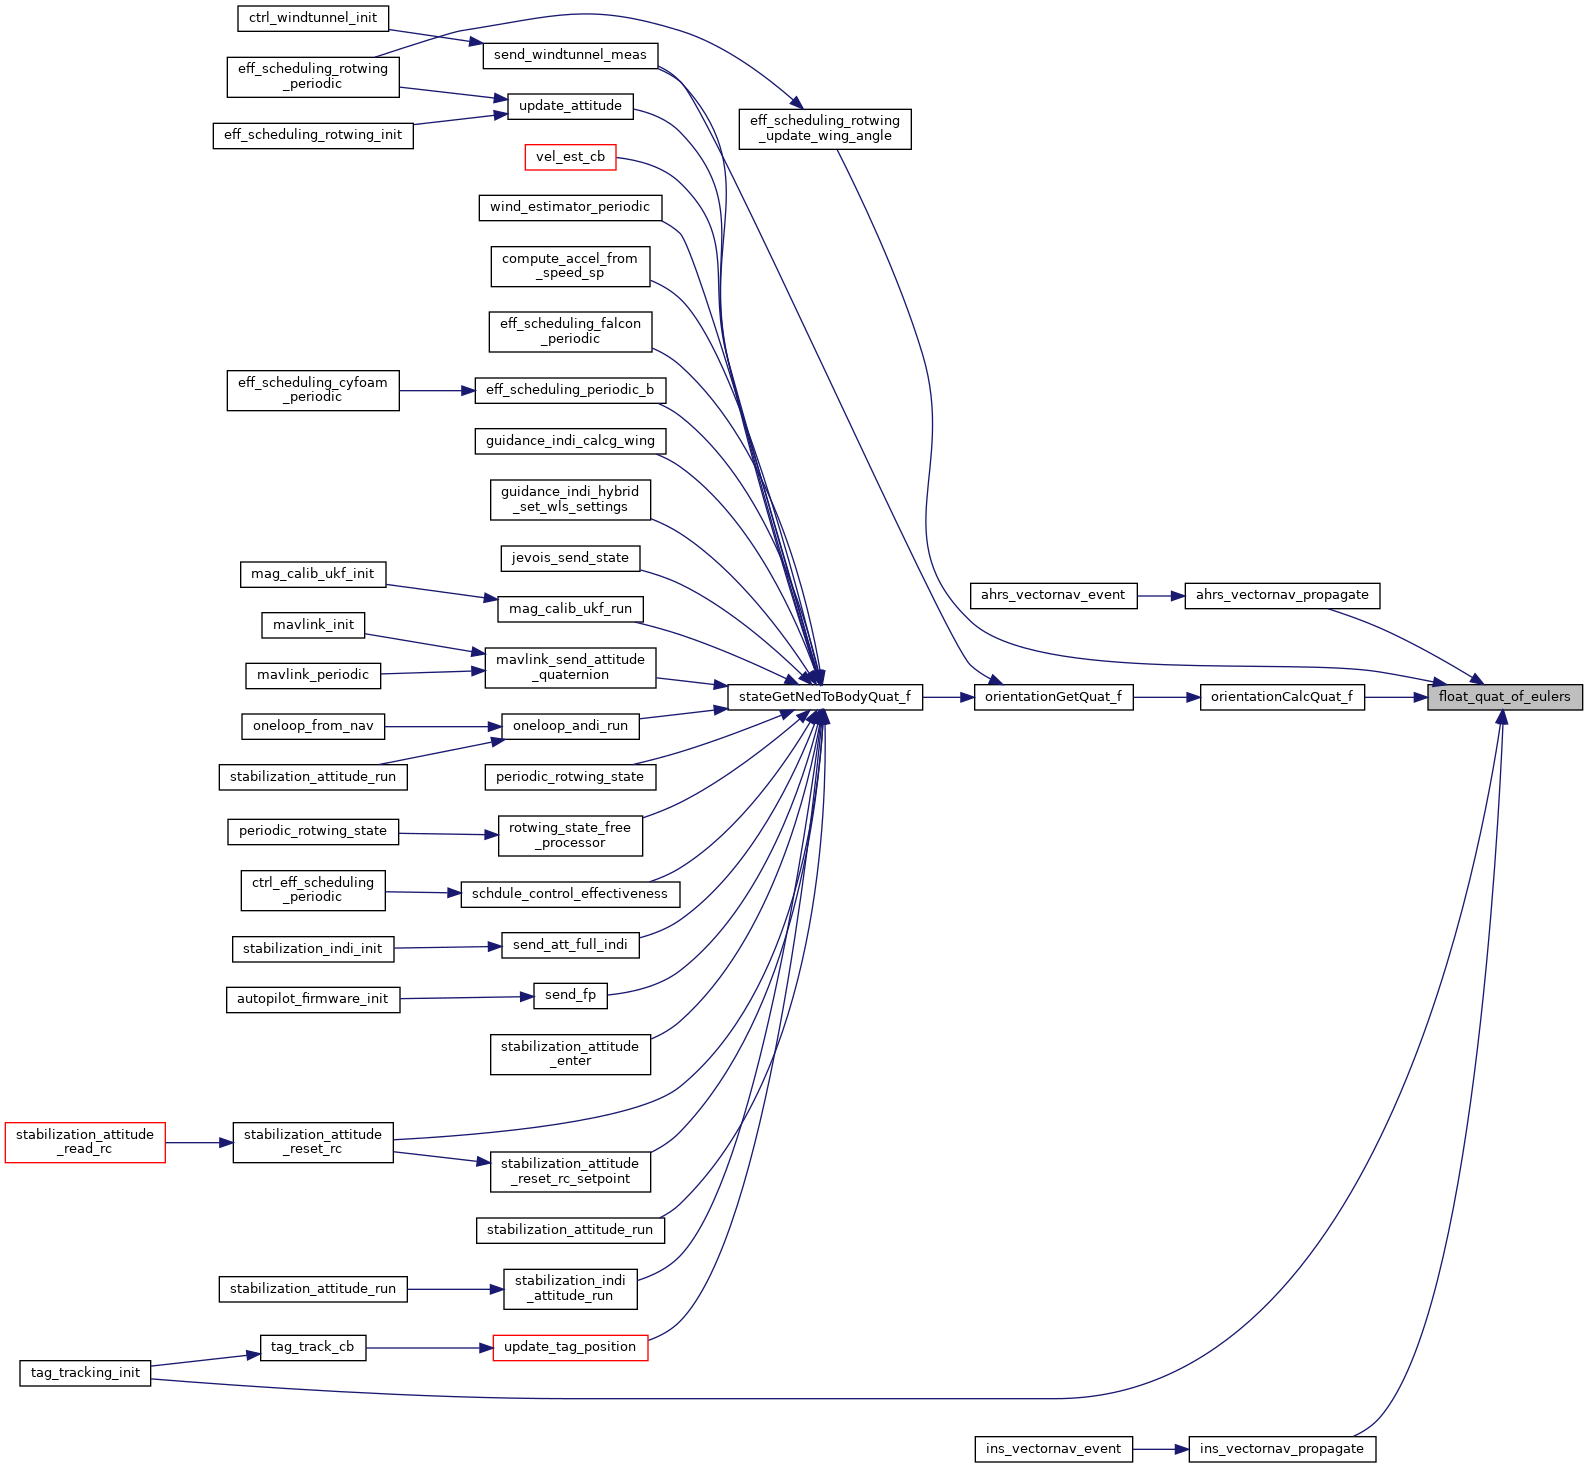 ctrl_windtunnel_init
send_windtunnel_meas
eff_scheduling_rotwing
_periodic
update_attitude
eff_scheduling_rotwing
_update_wing_angle
eff_scheduling_rotwing_init
vel_est_cb
wind_estimator_periodic
compute_accel_from
_speed_sp
eff_scheduling_falcon
_periodic
eff_scheduling_cyfoam
_periodic
eff_scheduling_periodic_b
guidance_indi_calcg_wing
guidance_indi_hybrid
_set_wls_settings
jevois_send_state
mag_calib_ukf_init
mag_calib_ukf_run
ahrs_vectornav_event
ahrs_vectornav_propagate
mavlink_init
mavlink_send_attitude
_quaternion
mavlink_periodic
stateGetNedToBodyQuat_f
orientationGetQuat_f
orientationCalcQuat_f
float_quat_of_eulers
oneloop_from_nav
oneloop_andi_run
stabilization_attitude_run
periodic_rotwing_state
periodic_rotwing_state
rotwing_state_free
_processor
ctrl_eff_scheduling
_periodic
schdule_control_effectiveness
stabilization_indi_init
send_att_full_indi
autopilot_firmware_init
send_fp
stabilization_attitude
_enter
stabilization_attitude
_read_rc
stabilization_attitude
_reset_rc
stabilization_attitude
_reset_rc_setpoint
stabilization_attitude_run
stabilization_attitude_run
stabilization_indi
_attitude_run
tag_track_cb
update_tag_position
tag_tracking_init
ins_vectornav_event
ins_vectornav_propagate